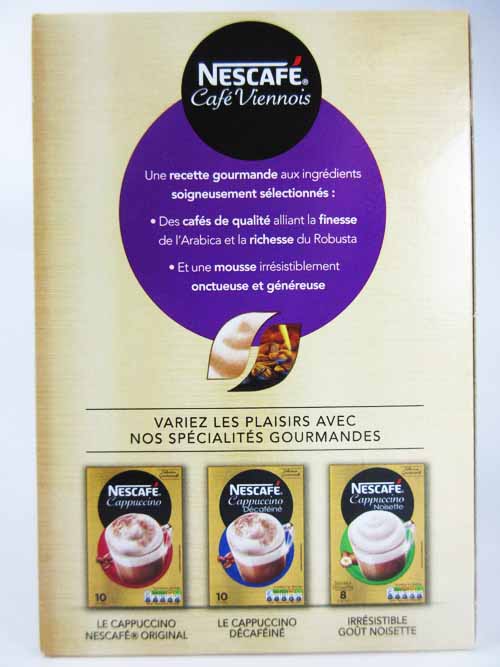 NESCAFÉ®
Café Viennois
Une recette gourmande aux ingrédients
soigneusement sélectionnés :
• Des cafés de qualité alliant la finesse
de l'Arabica et la richesse du Robusta
• Et une mousse irrésistiblement
onctueuse et généreuse
VARIEZ LES PLAISIRS AVEC
NOS SPÉCIALITÉS GOURMANDES
NESCAFÉ
Cappuccino
10
NESCAFÉ
Cappuccino
Décaféiné
10
NESCAFÉ
Cappuccino
Noisette
8
LE CAPPUCCINO
NESCAFÉ® ORIGINAL
LE CAPPUCCINO
DÉCAFÉINÉ
IRRÉSISTIBLE
GOÛT NOISETTE